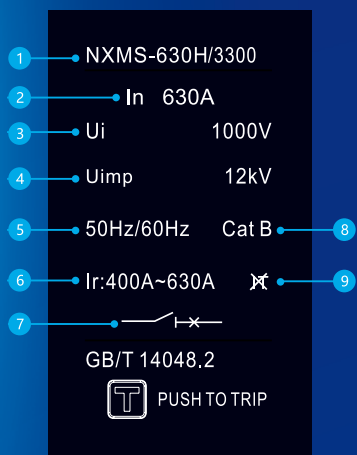 1 NXMS-630H/3300
2 In 630A
3 Ui 1000V
4 Uimp 12kV
5 50Hz/60Hz Cat B 8
6 Ir:400A~630A 9
7
GB/T 14048.2
T PUSH TO TRIP